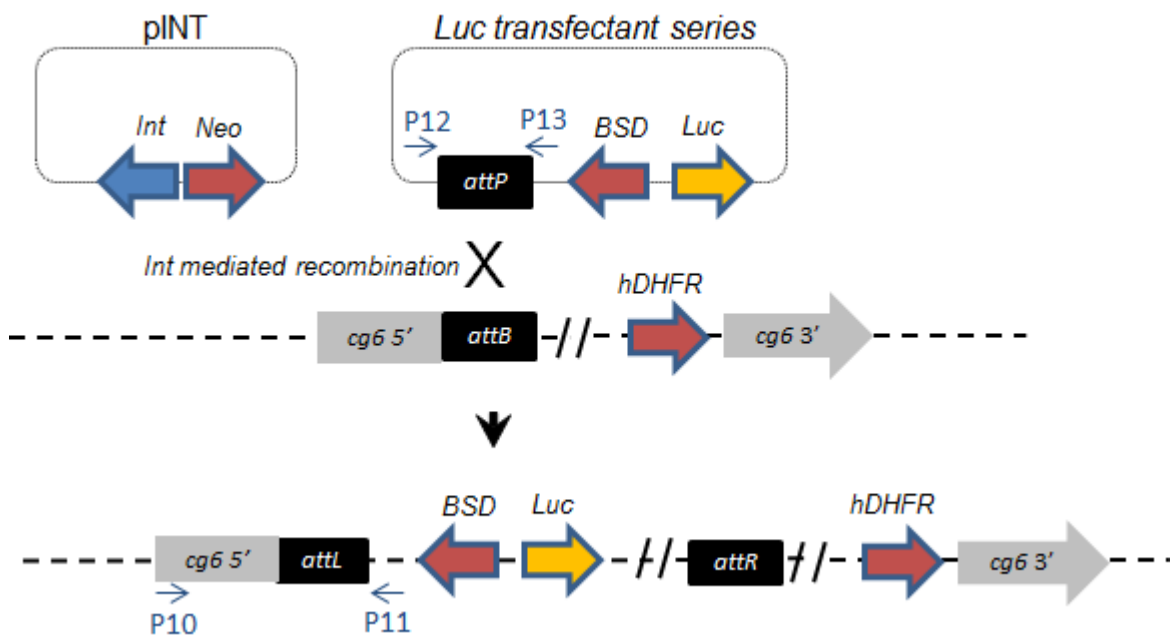 pINT
Luc transfectant series
Int Neo
P12 P13 BSD Luc
attP
Int mediated recombination X
hDHFR
cg6 5’ attB // cg6 3’
BSD Luc hDHFR
cg6 5’ attL // attR // cg6 3’
P10 P11